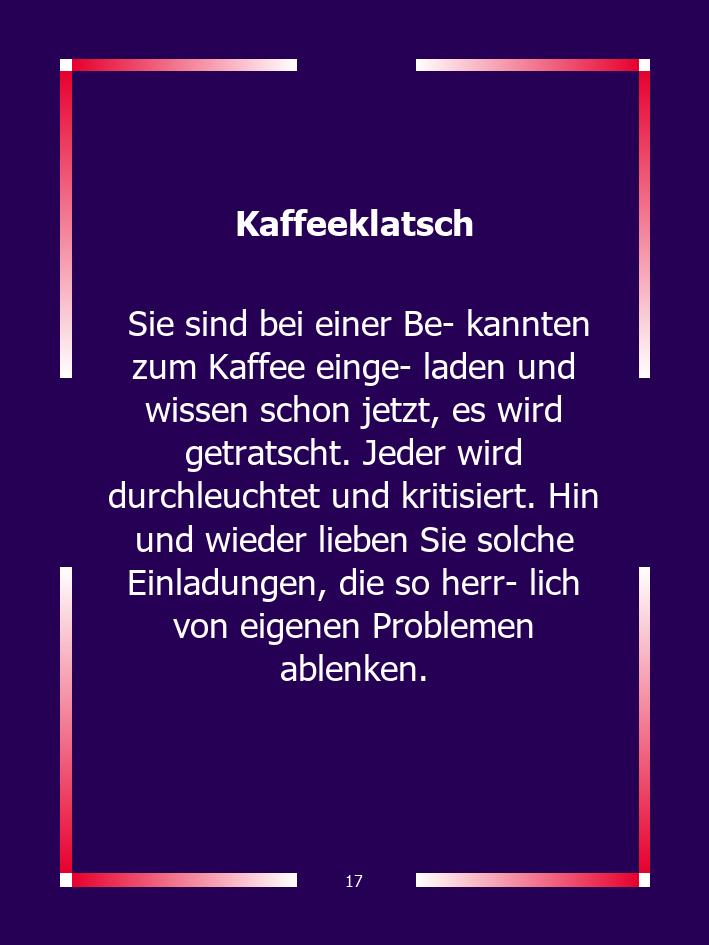 Kaffeeklatsch
Sie sind bei einer Be- kannten
zum Kaffee einge- laden und
wissen schon jetzt, es wird
getratscht. Jeder wird
durchleuchtet und kritisiert. Hin
und wieder lieben Sie solche
Einladungen, die so herr- lich
von eigenen Problemen
ablenken.
17